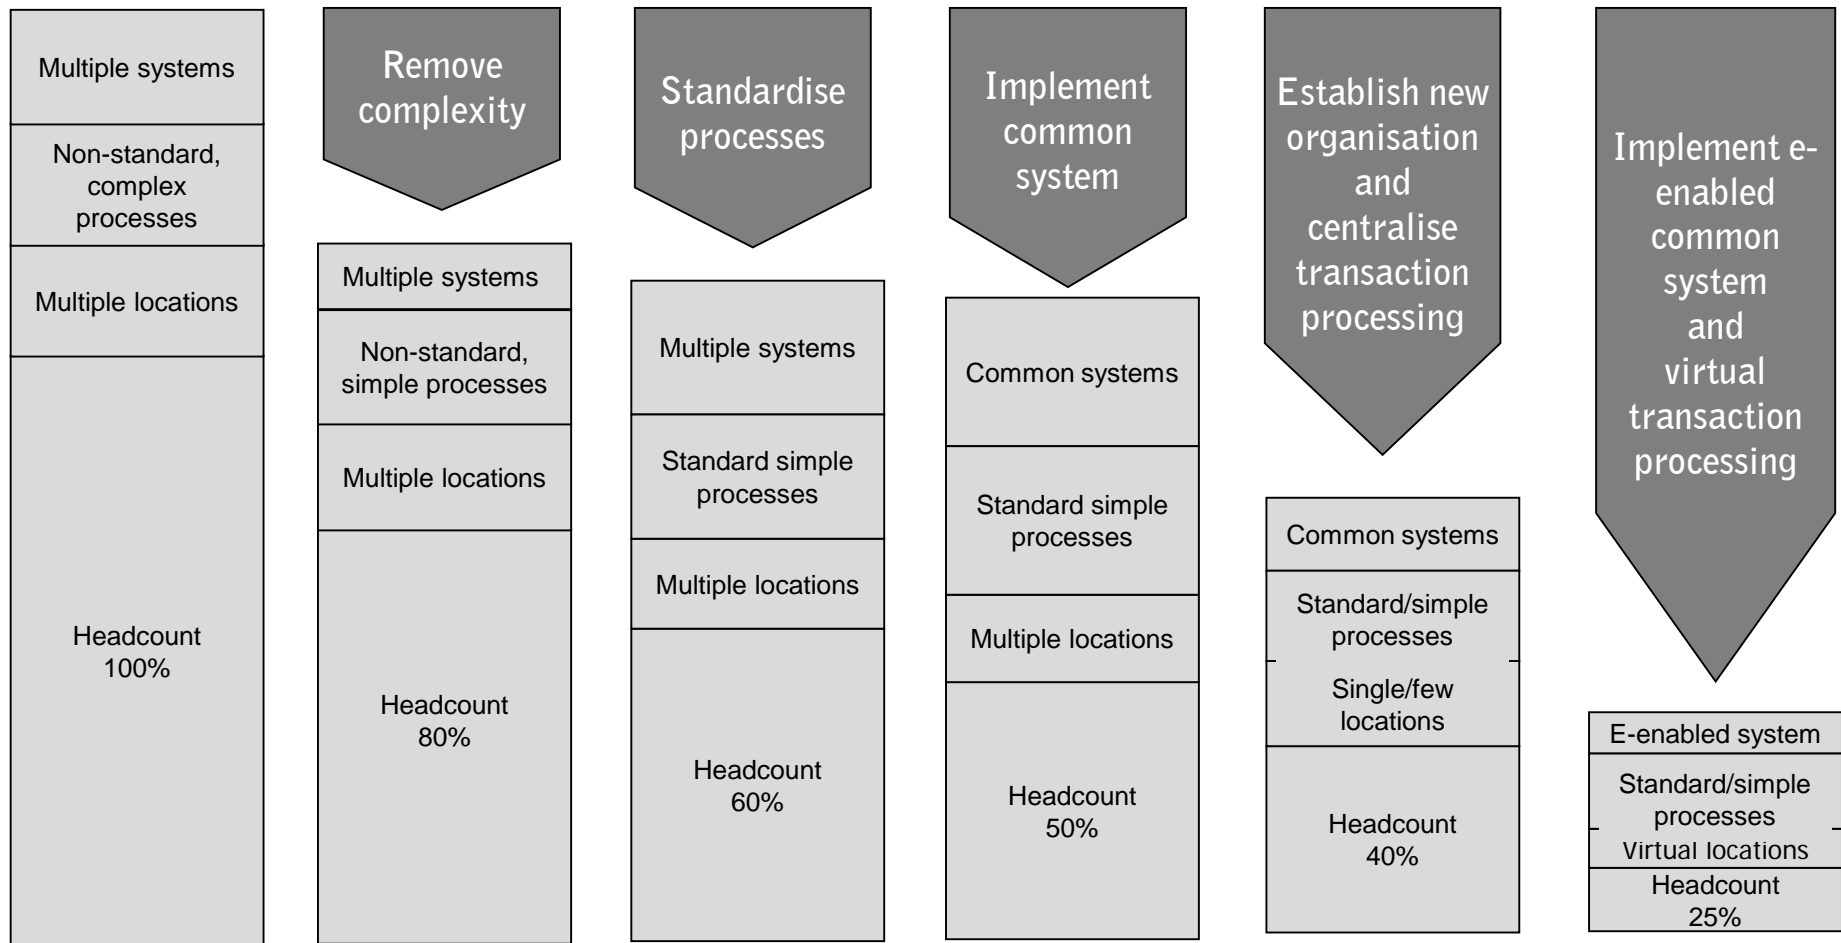 Multiple systems
Non-standard,
complex
processes
Multiple locations
Headcount
100%
Remove
complexity
Multiple systems
Non-standard,
simple processes
Multiple locations
Headcount
80%
Standardise
processes
Multiple systems
Standard simple
processes
Multiple locations
Headcount
60%
Implement
common
system
Common systems
Standard simple
processes
Multiple locations
Headcount
50%
Establish new
organisation
and
centralise
transaction
processing
Common systems
Standard/simple
processes
Single/few
locations
Headcount
40%
Implement e-
enabled
common
system
and
virtual
transaction
processing
E-enabled system
Standard/simple
processes
Virtual locations
Headcount
25%